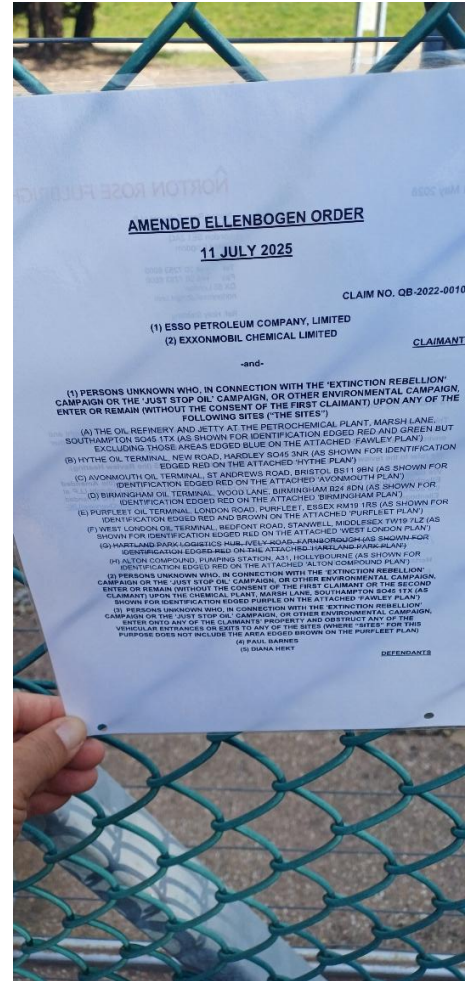 NORTON ROSE FULBRIGHT
AMENDED ELLENBOGEN ORDER
11 JULY 2025
CLAIM NO. QB-2022-0010
(1) ESSO PETROLEUM COMPANY, LIMITED
(2) EXXONMOBIL CHEMICAL LIMITED
CLAIMANT
-and-
(1) PERSONS UNKNOWN WHO, IN CONNECTION WITH THE 'EXTINCTION REBELLION'
CAMPAIGN OR THE 'JUST STOP OIL' CAMPAIGN, OR OTHER ENVIRONMENTAL CAMPAIGN,
ENTER OR REMAIN (WITHOUT THE CONSENT OF THE FIRST CLAIMANT) UPON ANY OF THE
FOLLOWING SITES ("THE SITES")
(A) THE OIL REFINERY AND JETTY AT THE PETROCHEMICAL PLANT, MARSH LANE,
SOUTHAMPTON SO45 1TX (AS SHOWN FOR IDENTIFICATION EDGED RED AND GREEN BUT
EXCLUDING THOSE AREAS EDGED BLUE ON THE ATTACHED 'FAWLEY PLAN')
(B) HYTHE OIL TERMINAL, NEW ROAD, HARDLEY SO45 3NR (AS SHOWN FOR IDENTIFICATION
EDGED RED ON THE ATTACHED 'HYTHE PLAN')
(C) AVONMOUTH OIL TERMINAL, ST ANDREWS ROAD, BRISTOL BS11 9BN (AS SHOWN FOR
IDENTIFICATION EDGED RED ON THE ATTACHED 'AVONMOUTH PLAN')
(D) BIRMINGHAM OIL TERMINAL, WOOD LANE, BIRMINGHAM B24 8DN (AS SHOWN FOR
IDENTIFICATION EDGED RED ON THE ATTACHED 'BIRMINGHAM PLAN')
(E) PURFLEET OIL TERMINAL, LONDON ROAD, PURFLEET, ESSEX RM19 1RS (AS SHOWN FOR
IDENTIFICATION EDGED RED AND BROWN ON THE ATTACHED 'PURFLEET PLAN')
(F) WEST LONDON OIL TERMINAL, BEDFONT ROAD, STANWELL, MIDDLESEX TW19 7LZ (AS
SHOWN FOR IDENTIFICATION EDGED RED ON THE ATTACHED 'WEST LONDON PLAN')
(G) HARTLAND PARK LOGISTICS HUB, IVELY ROAD, FARNBOROUGH (AS SHOWN FOR
IDENTIFICATION EDGED RED ON THE ATTACHED 'HARTLAND PARK PLAN')
(H) ALTON COMPOUND, PUMPING STATION, A31, HOLLYBOURNE (AS SHOWN FOR
IDENTIFICATION EDGED RED ON THE ATTACHED 'ALTON COMPOUND PLAN')
(2) PERSONS UNKNOWN WHO, IN CONNECTION WITH THE 'EXTINCTION REBELLION'
CAMPAIGN OR THE 'JUST STOP OIL' CAMPAIGN, OR OTHER ENVIRONMENTAL CAMPAIGN,
ENTER OR REMAIN (WITHOUT THE CONSENT OF THE FIRST CLAIMANT OR THE SECOND
CLAIMANT) UPON THE CHEMICAL PLANT, MARSH LANE, SOUTHAMPTON SO45 1TX (AS
SHOWN FOR IDENTIFICATION EDGED PURPLE ON THE ATTACHED 'FAWLEY PLAN')
(3) PERSONS UNKNOWN WHO, IN CONNECTION WITH THE 'EXTINCTION REBELLION'
CAMPAIGN OR THE 'JUST STOP OIL' CAMPAIGN, OR OTHER ENVIRONMENTAL CAMPAIGN,
ENTER ONTO ANY OF THE CLAIMANTS' PROPERTY AND OBSTRUCT ANY OF THE
VEHICULAR ENTRANCES OR EXITS TO ANY OF THE SITES (WHERE "SITES" FOR THIS
PURPOSE DOES NOT INCLUDE THE AREA EDGED BROWN ON THE PURFLEET PLAN)
(4) PAUL BARNES
(5) DIANA HEKT
DEFENDANTS